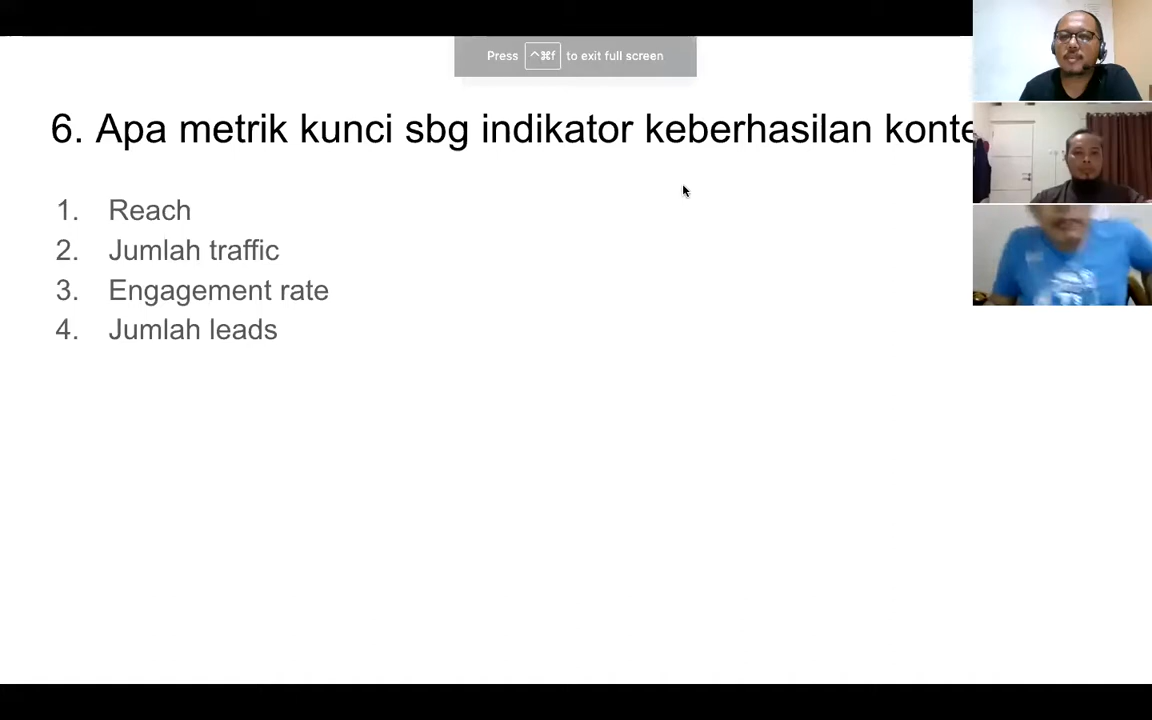 Press ^⌘f to exit full screen
6. Apa metrik kunci sbg indikator keberhasilan konte
1. Reach
2. Jumlah traffic
3. Engagement rate
4. Jumlah leads